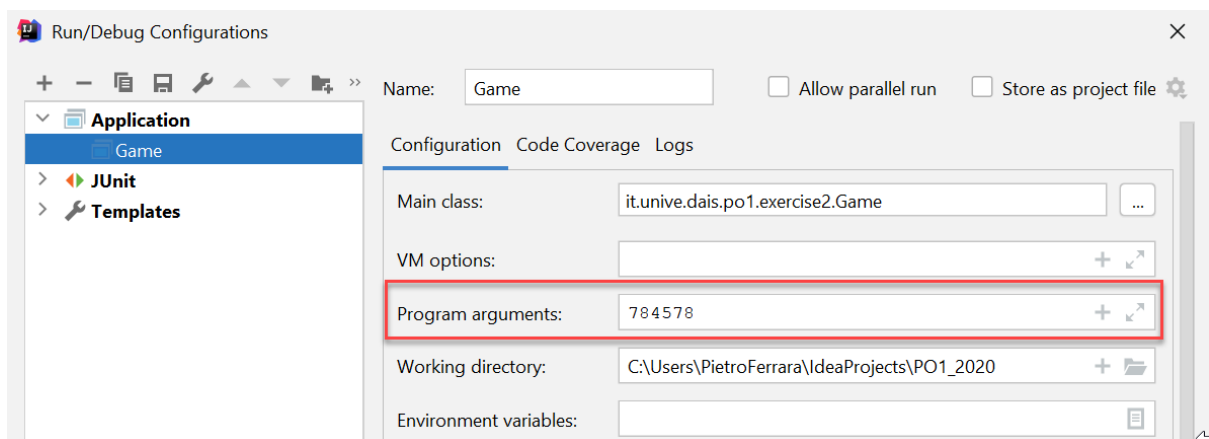 Run/Debug Configurations
Name: Game Allow parallel run Store as project file
Application
Game
JUnit
Templates
Configuration Code Coverage Logs
Main class: it.unive.dais.po1.exercise2.Game ...
VM options:
Program arguments: 784578
Working directory: C:\Users\PietroFerrara\IdeaProjects\PO1_2020
Environment variables: